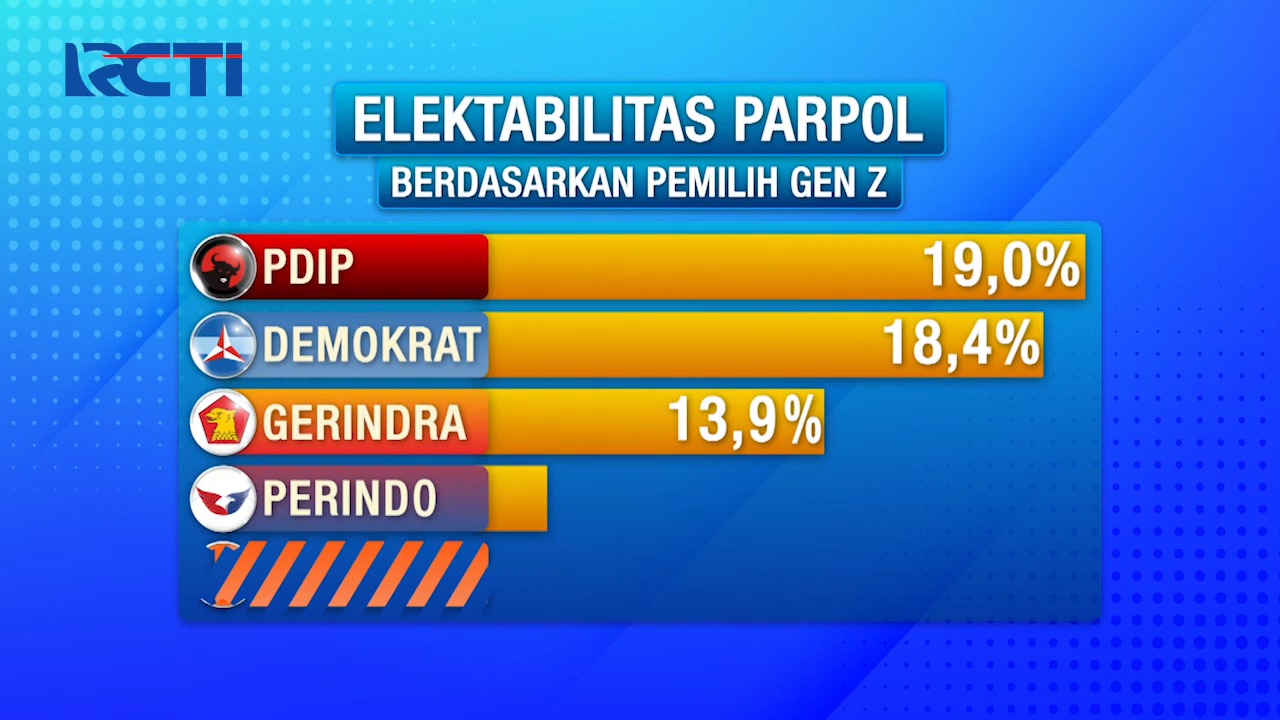 RCTI
ELEKTABILITAS PARPOL
BERDASARKAN PEMILIH GEN Z
PDIP 19,0%
DEMOKRAT 18,4%
GERINDRA 13,9%
PERINDO